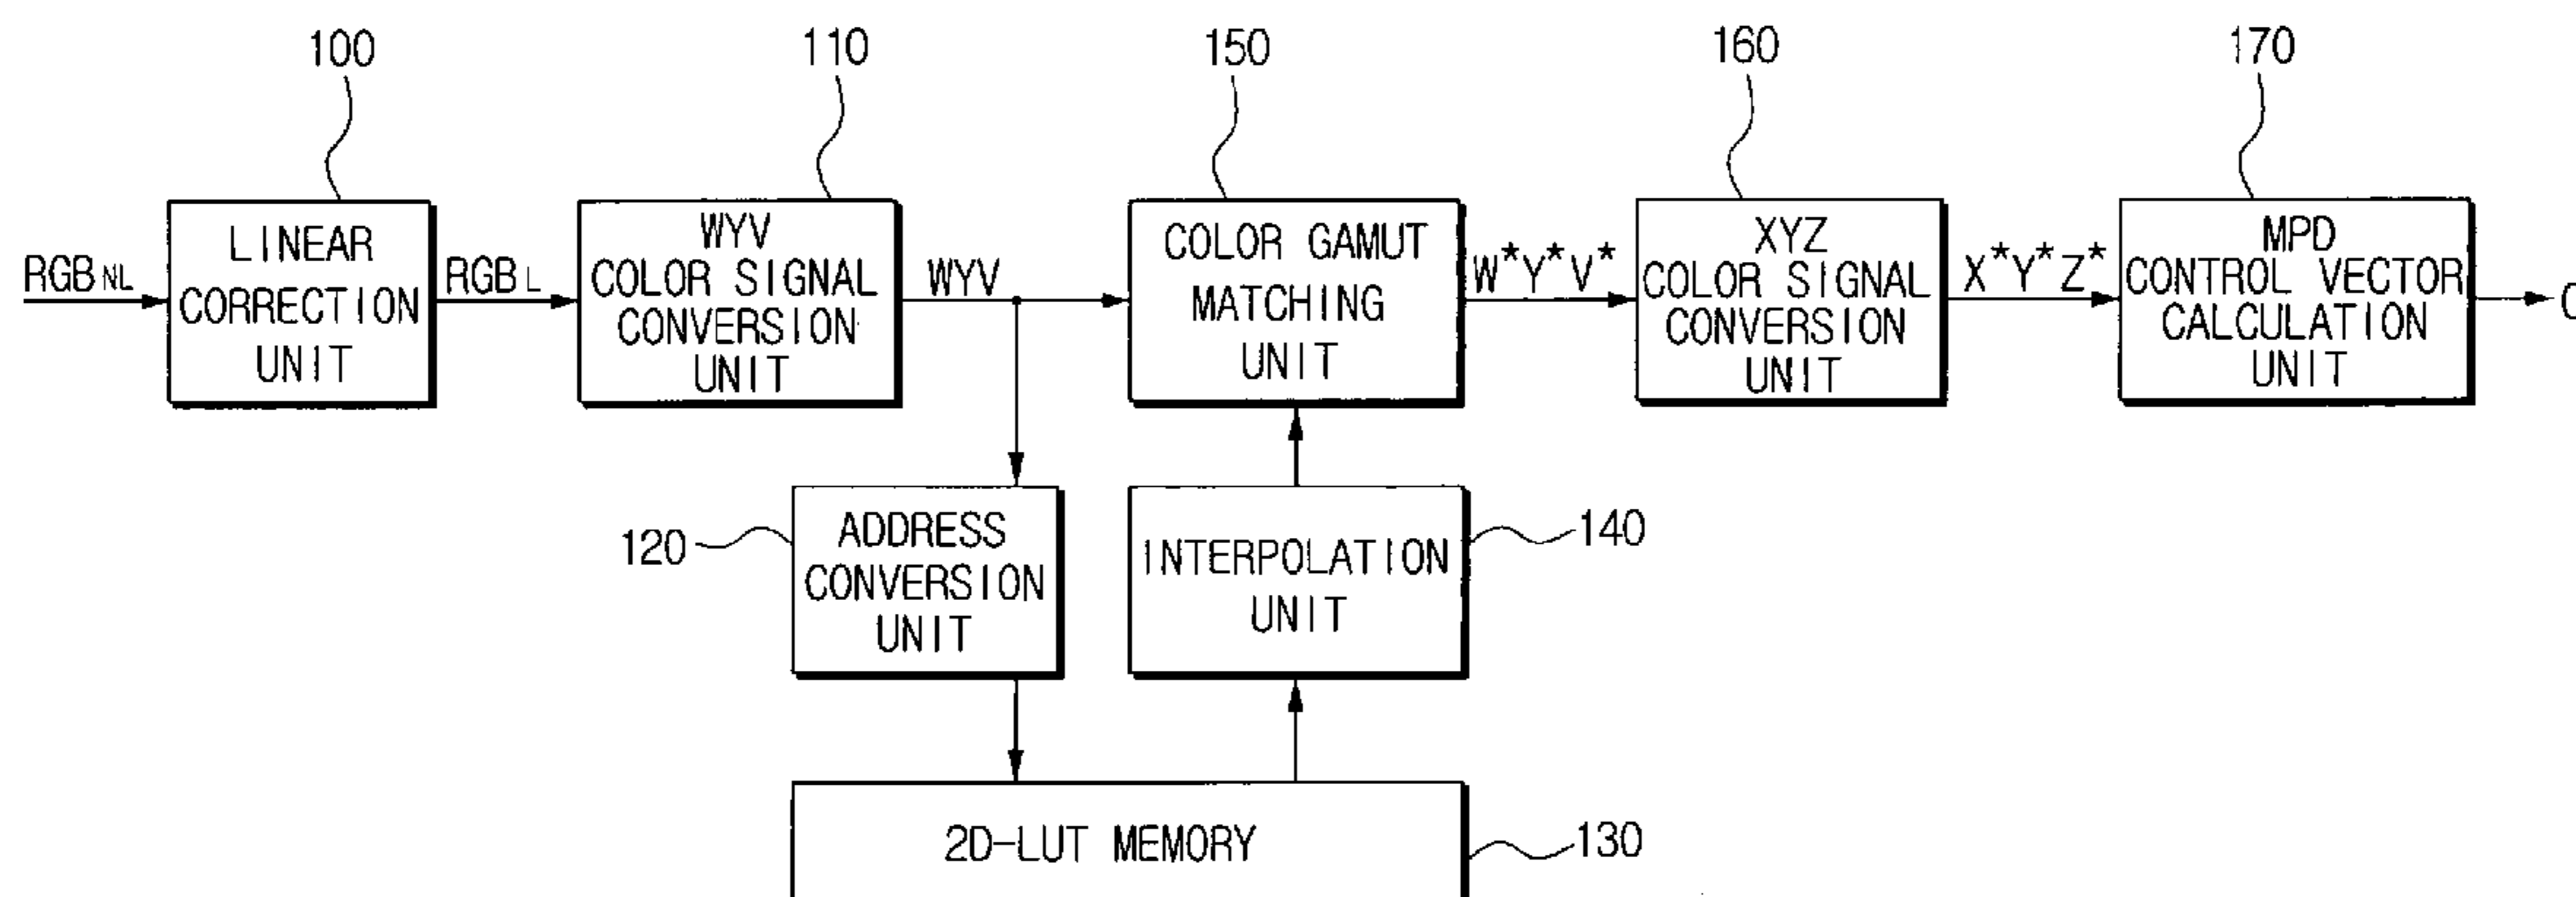 100
110
150
160
170
RGB NL
LINEAR
CORRECTION
UNIT
RGB L
WYV
COLOR SIGNAL
CONVERSION
UNIT
WYV
COLOR GAMUT
MATCHING
UNIT
W*Y*V*
XYZ
COLOR SIGNAL
CONVERSION
UNIT
X*Y*Z*
MPD
CONTROL VECTOR
CALCULATION
UNIT
120
ADDRESS
CONVERSION
UNIT
INTERPOLATION
UNIT
140
2D-LUT MEMORY
130